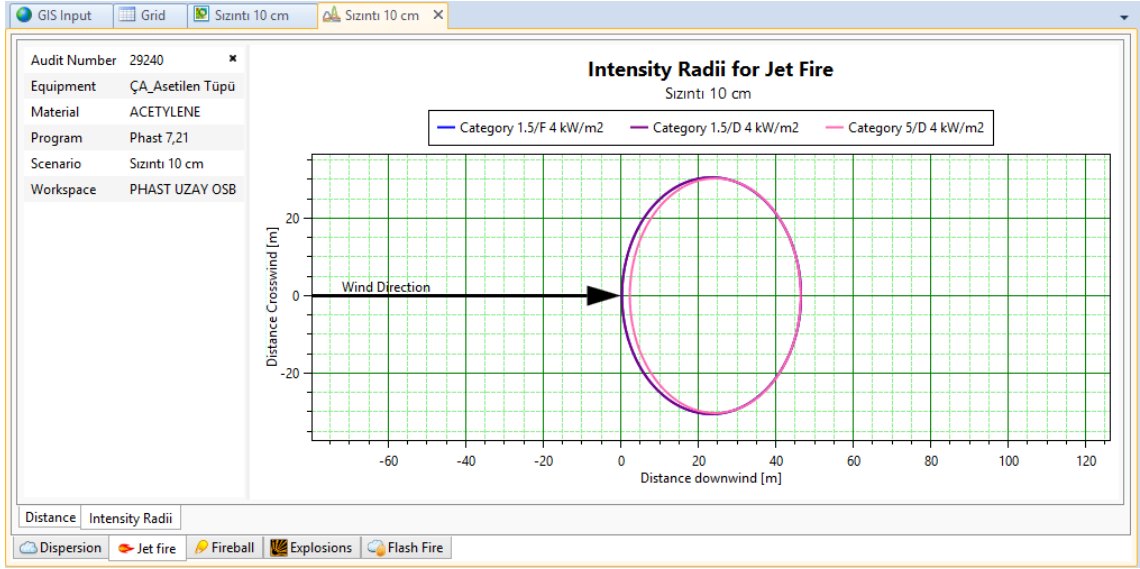 GIS Input Grid Sızıntı 10 cm Sızıntı 10 cm
Audit Number 29240
Equipment ÇA_Asetilen Tüpü
Material ACETYLENE
Program Phast 7,21
Scenario Sızıntı 10 cm
Workspace PHAST UZAY OSB
Intensity Radii for Jet Fire
Sızıntı 10 cm
Category 1.5/F 4 kW/m2 Category 1.5/D 4 kW/m2 Category 5/D 4 kW/m2
Distance Crosswind [m]
20
0
-20
Wind Direction
-60 -40 -20 0 20 40 60 80 100 120
Distance downwind [m]
Distance Intensity Radii
Dispersion Jet fire Fireball Explosions Flash Fire